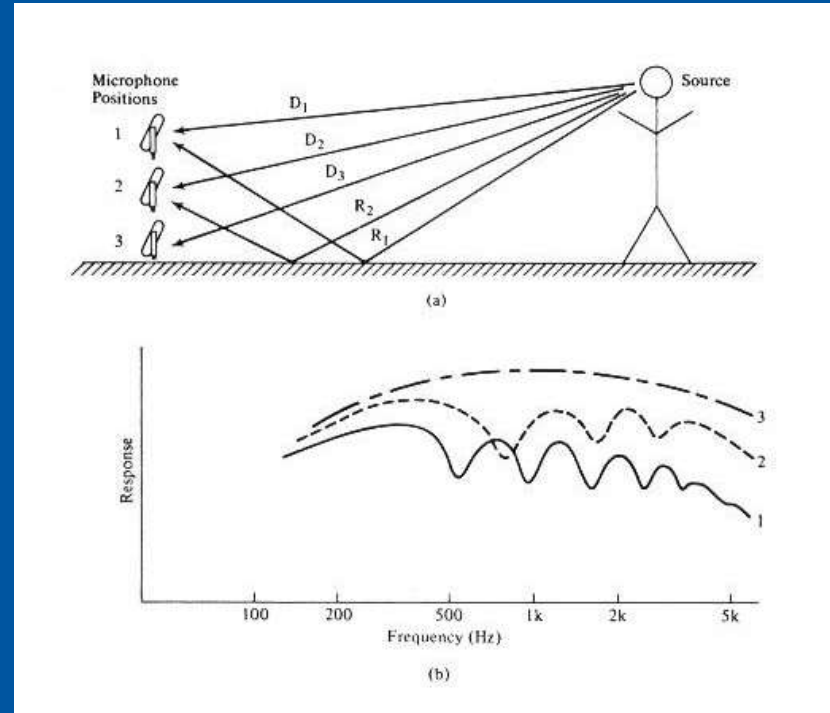 Microphone
Positions
Source
1
D1
2
D2
D3
3
R2
R1
(a)
Response
3
2
1
100 200 500 1k 2k 5k
Frequency (Hz)
(b)